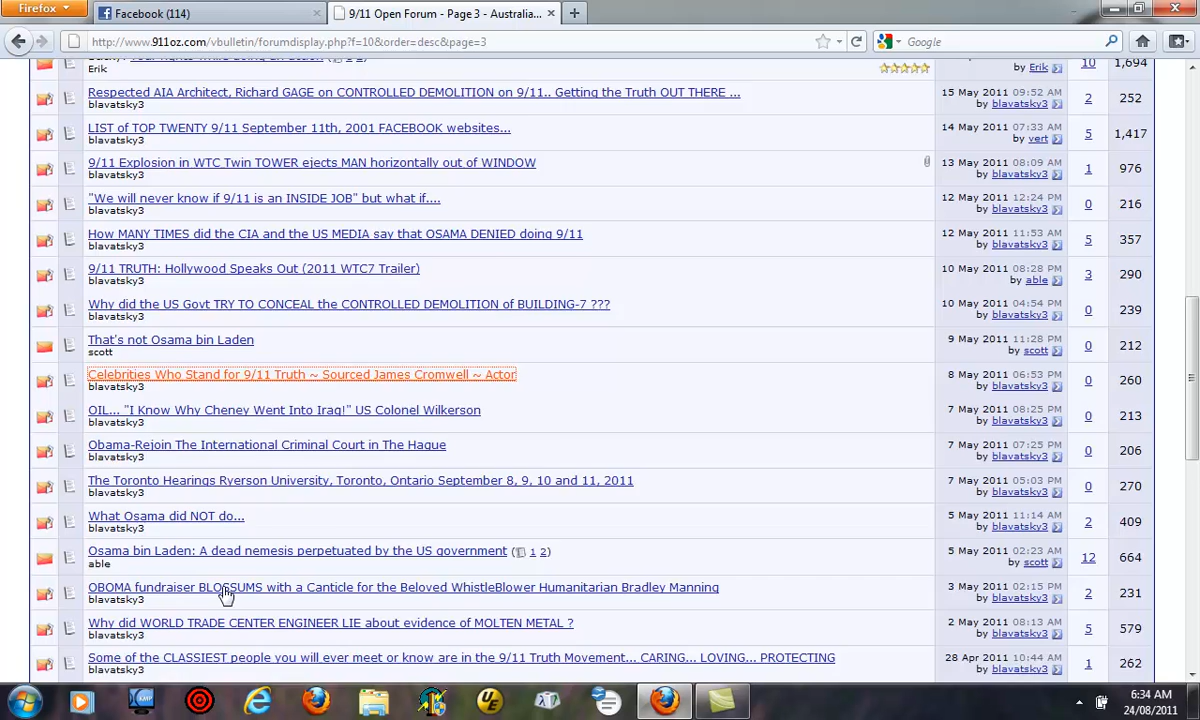 Firefox
Facebook (114)
9/11 Open Forum - Page 3 - Australia...
http://www.911oz.com/vbulletin/forumdisplay.php?f=10&order=desc&page=3
Google
1 2)
Erik
by Erik
10
1,694
Respected AIA Architect, Richard GAGE on CONTROLLED DEMOLITION on 9/11.. Getting the Truth OUT THERE ...
blavatsky3
15 May 2011 09:52 AM
by blavatsky3
2
252
LIST of TOP TWENTY 9/11 September 11th, 2001 FACEBOOK websites...
blavatsky3
14 May 2011 07:33 AM
by vert
5
1,417
9/11 Explosion in WTC Twin TOWER ejects MAN horizontally out of WINDOW
blavatsky3
13 May 2011 08:09 AM
by blavatsky3
1
976
"We will never know if 9/11 is an INSIDE JOB" but what if....
blavatsky3
12 May 2011 12:24 PM
by blavatsky3
0
216
How MANY TIMES did the CIA and the US MEDIA say that OSAMA DENIED doing 9/11
blavatsky3
12 May 2011 11:53 AM
by blavatsky3
5
357
9/11 TRUTH: Hollywood Speaks Out (2011 WTC7 Trailer)
blavatsky3
10 May 2011 08:28 PM
by able
3
290
Why did the US Govt TRY TO CONCEAL the CONTROLLED DEMOLITION of BUILDING-7 ???
blavatsky3
10 May 2011 04:54 PM
by blavatsky3
0
239
That's not Osama bin Laden
scott
9 May 2011 11:28 PM
by scott
0
212
Celebrities Who Stand for 9/11 Truth ~ Sourced James Cromwell ~ Actor
blavatsky3
8 May 2011 06:53 PM
by blavatsky3
0
260
OIL... "I Know Why Cheney Went Into Iraq!" US Colonel Wilkerson
blavatsky3
7 May 2011 08:25 PM
by blavatsky3
0
213
Obama-Rejoin The International Criminal Court in The Hague
blavatsky3
7 May 2011 07:25 PM
by blavatsky3
0
206
The Toronto Hearings Ryerson University, Toronto, Ontario September 8, 9, 10 and 11, 2011
blavatsky3
7 May 2011 05:03 PM
by blavatsky3
0
270
What Osama did NOT do...
blavatsky3
5 May 2011 11:14 AM
by blavatsky3
2
409
Osama bin Laden: A dead nemesis perpetuated by the US government ( 1 2)
able
5 May 2011 02:23 AM
by scott
12
664
OBOMA fundraiser BLOSSUMS with a Canticle for the Beloved WhistleBlower Humanitarian Bradley Manning
blavatsky3
3 May 2011 02:15 PM
by blavatsky3
2
231
Why did WORLD TRADE CENTER ENGINEER LIE about evidence of MOLTEN METAL ?
blavatsky3
2 May 2011 08:13 AM
by blavatsky3
5
579
Some of the CLASSIEST people you will ever meet or know are in the 9/11 Truth Movement... CARING... LOVING... PROTECTING
blavatsky3
28 Apr 2011 10:44 AM
by blavatsky3
1
262
KMP
UE
6:34 AM
24/08/2011